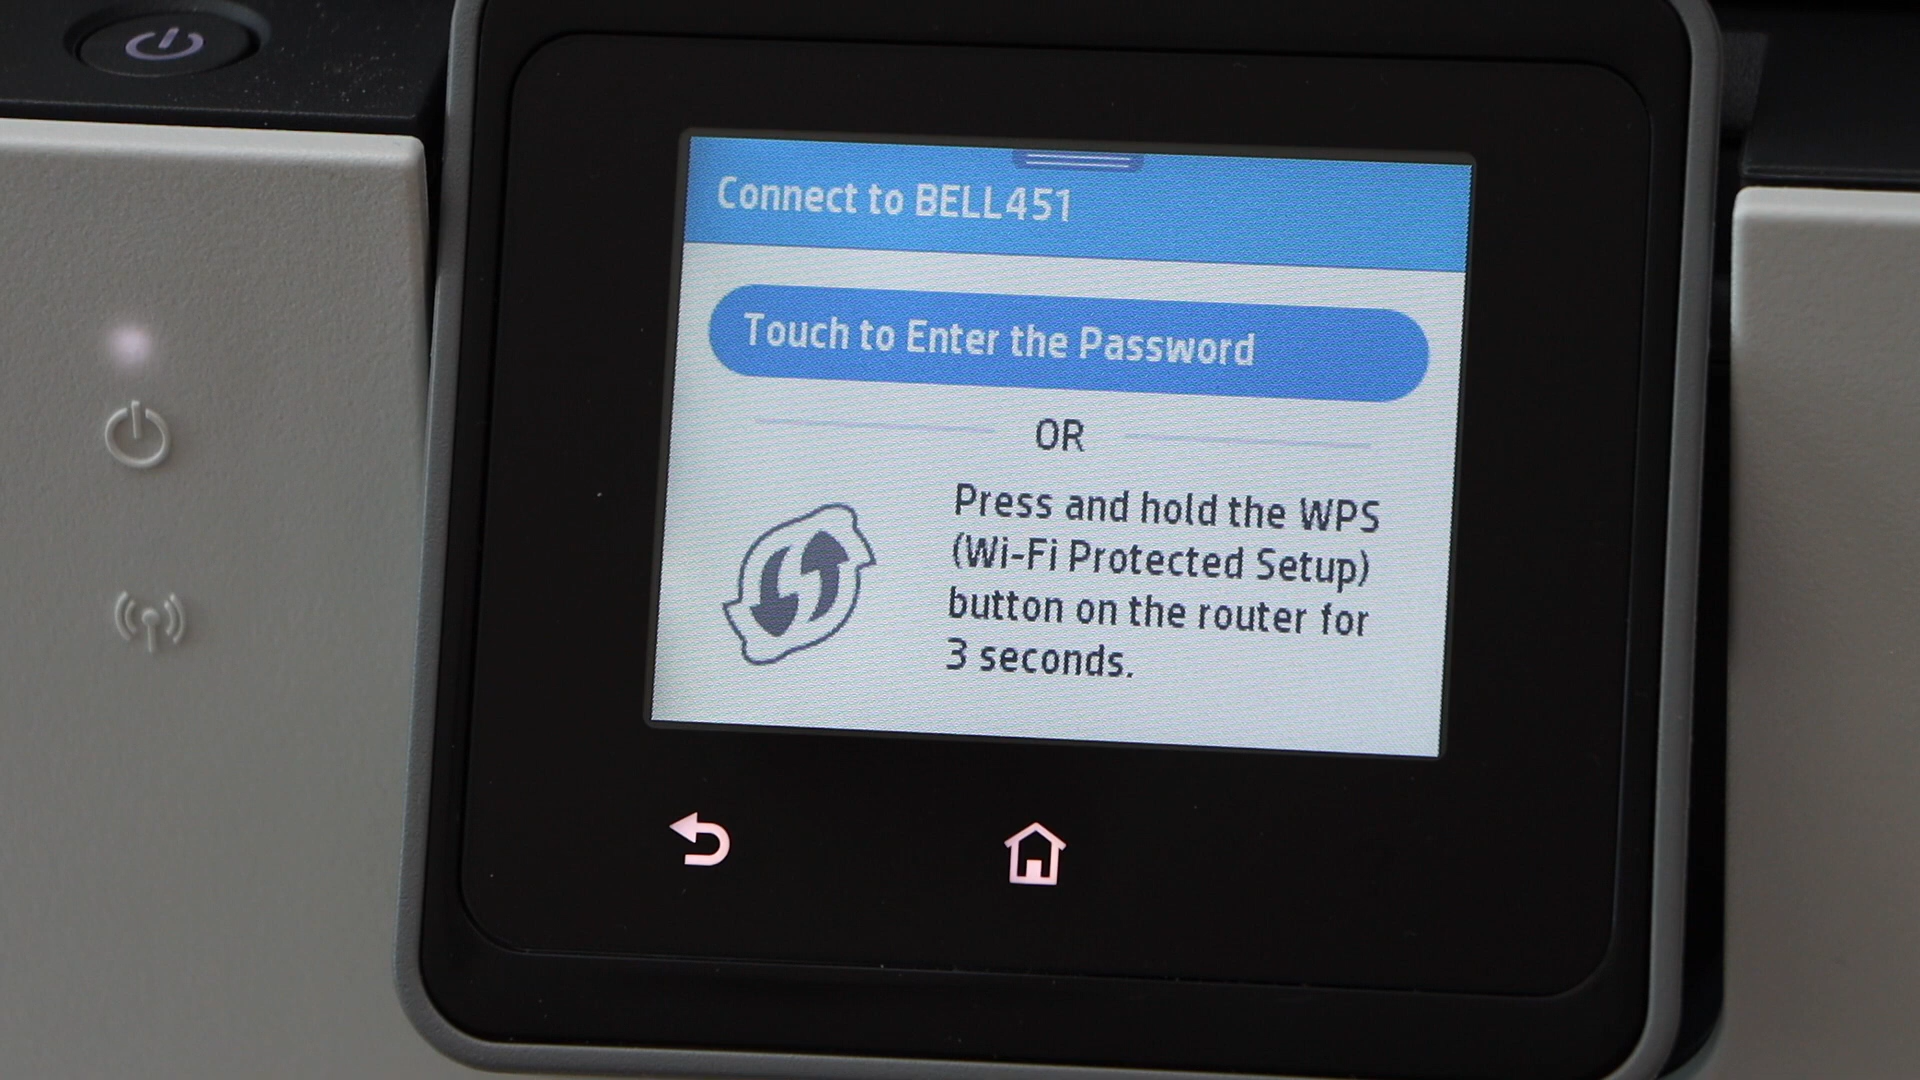 Connect to BELL451
Touch to Enter the Password
OR
Press and hold the WPS
(Wi-Fi Protected Setup)
button on the router for
3 seconds.